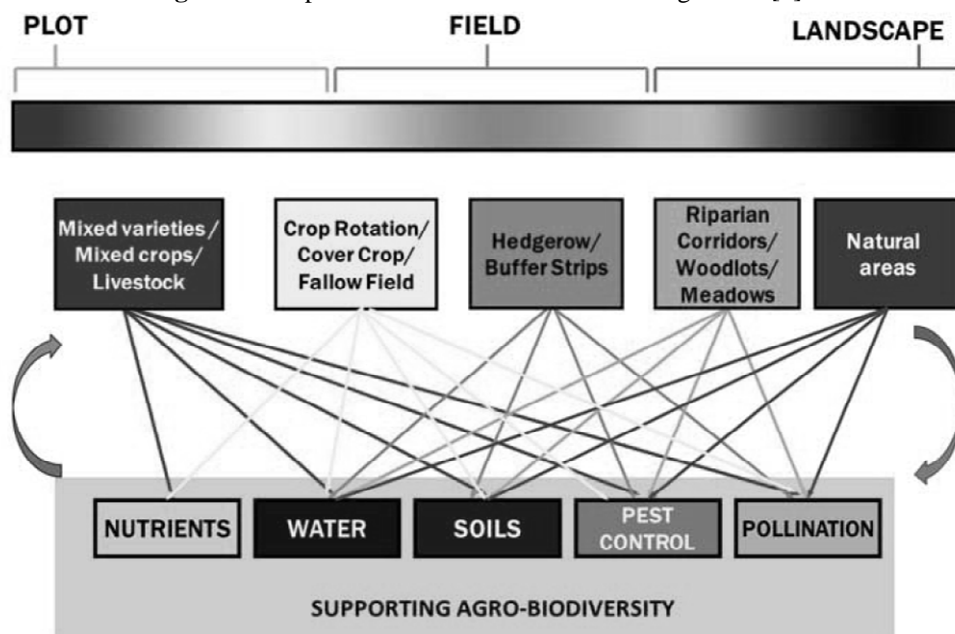 PLOT
FIELD
LANDSCAPE
Mixed varieties/
Mixed crops/
Livestock
Crop Rotation/
Cover Crop/
Fallow Field
Hedgerow/
Buffer Strips
Riparian
Corridors/
Woodlots/
Meadows
Natural
areas
NUTRIENTS
WATER
SOILS
PEST
CONTROL
POLLINATION
SUPPORTING AGRO-BIODIVERSITY